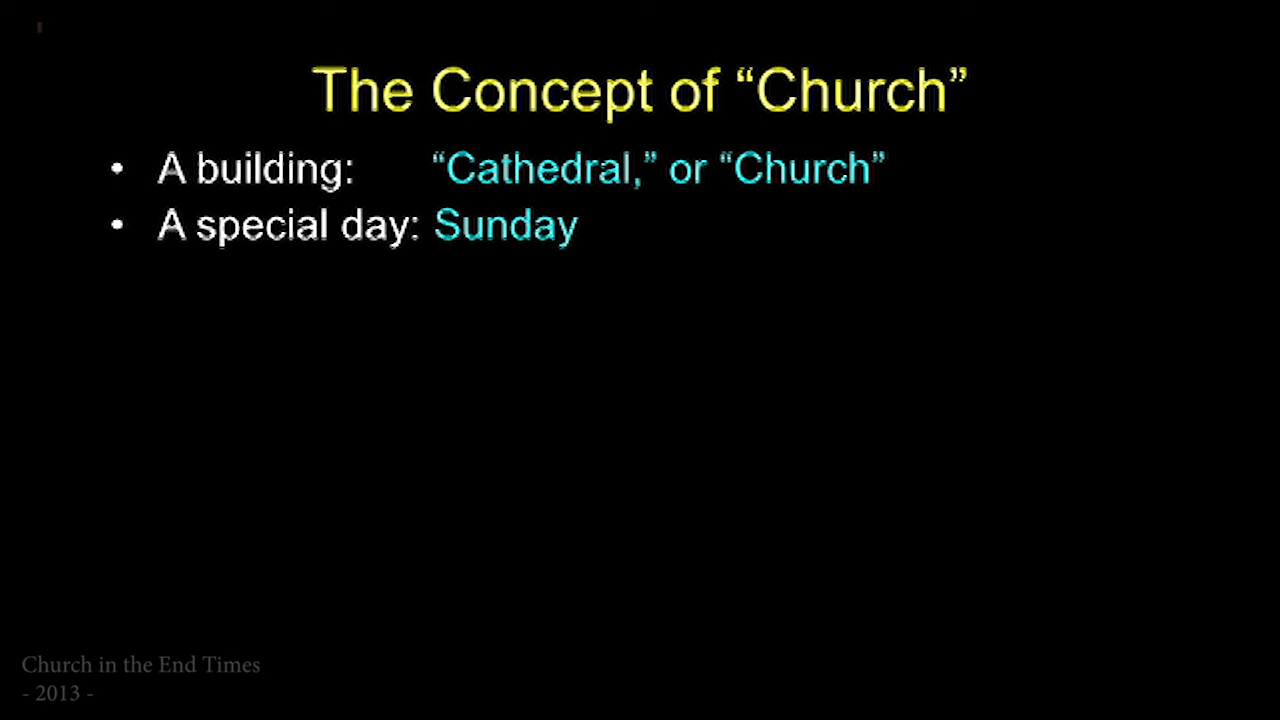 The Concept of “Church”
• A building: “Cathedral,” or “Church”
• A special day: Sunday
Church in the End Times
- 2013 -